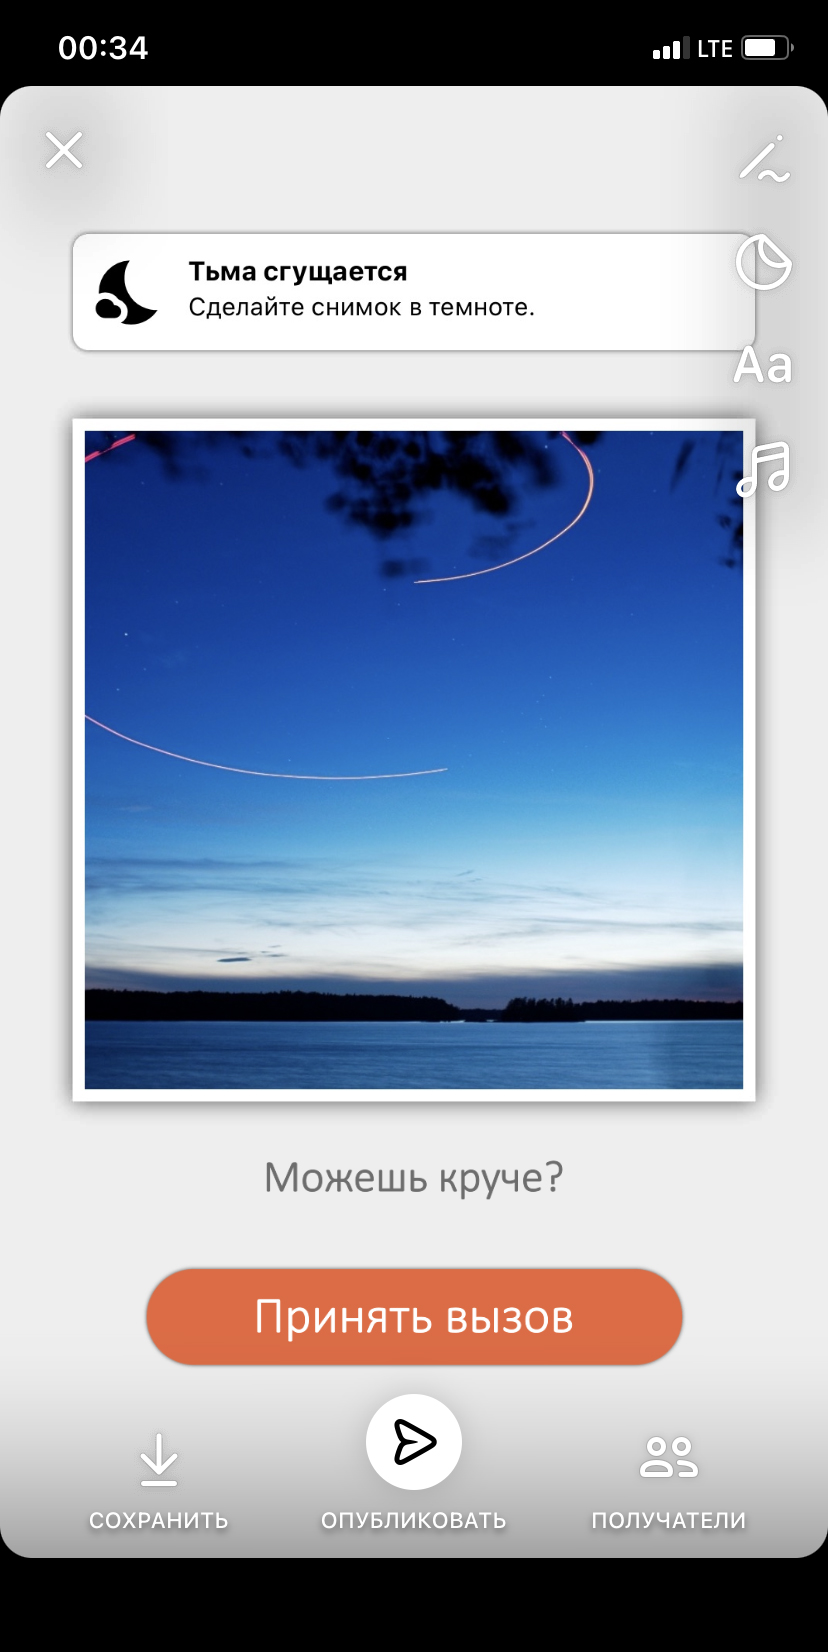 00:34
LTE
Тьма сгущается
Сделайте снимок в темноте.
Aa
Можешь круче?
Принять вызов
СОХРАНИТЬ
ОПУБЛИКОВАТЬ
ПОЛУЧАТЕЛИ